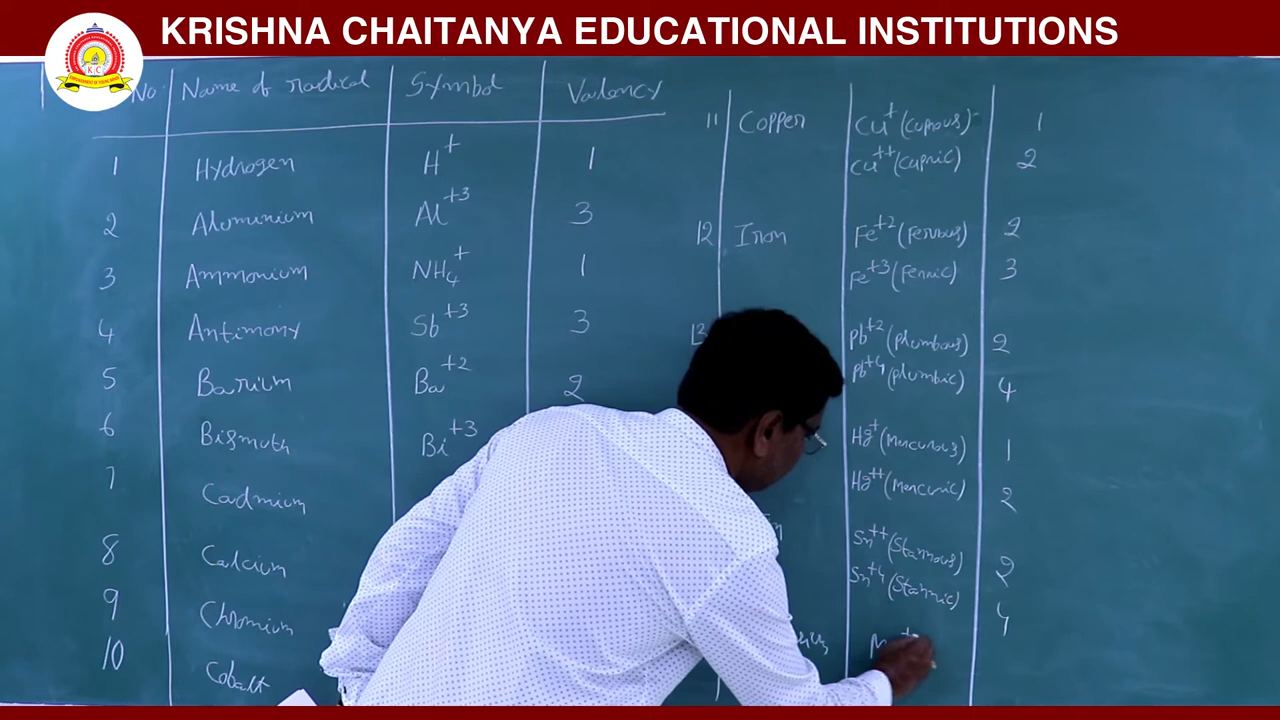 KRISHNA CHAITANYA EDUCATIONAL INSTITUTIONS
K C
No Name of radical Symbol Valancy
1 Hydrogen H+ 1
2 Alumunium Al+3 3
3 Ammonium NH4+ 1
4 Antimony Sb+3 3
5 Barium Ba+2 2
6 Bismuth Bi+3
7 Cadmium
8 Calcium
9 Chromium
10 Cobalt
11 Copper Cu+ (Cuprous) 1
Cu++ (Cupric) 2
12 Iron Fe+2 (Ferrous) 2
Fe+3 (Ferric) 3
13 Pb+2 (Plumbous) 2
Pb+4 (Plumbic) 4
Hg+ (Mercurous) 1
Hg++ (Mercuric) 2
Sn++ (Stannous) 2
Sn+4 (Stannic) 4